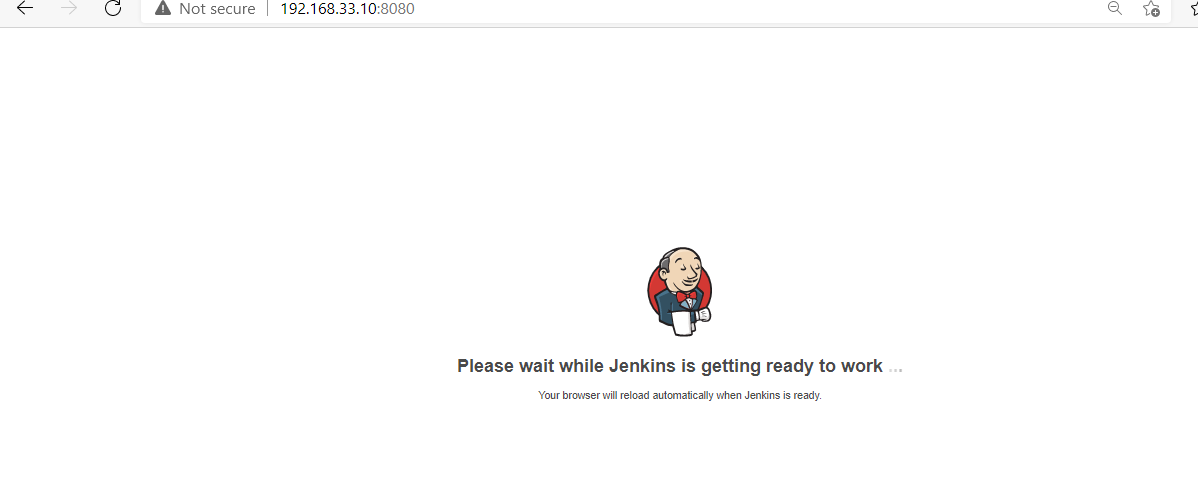 Not secure 192.168.33.10:8080
Please wait while Jenkins is getting ready to work ...
Your browser will reload automatically when Jenkins is ready.